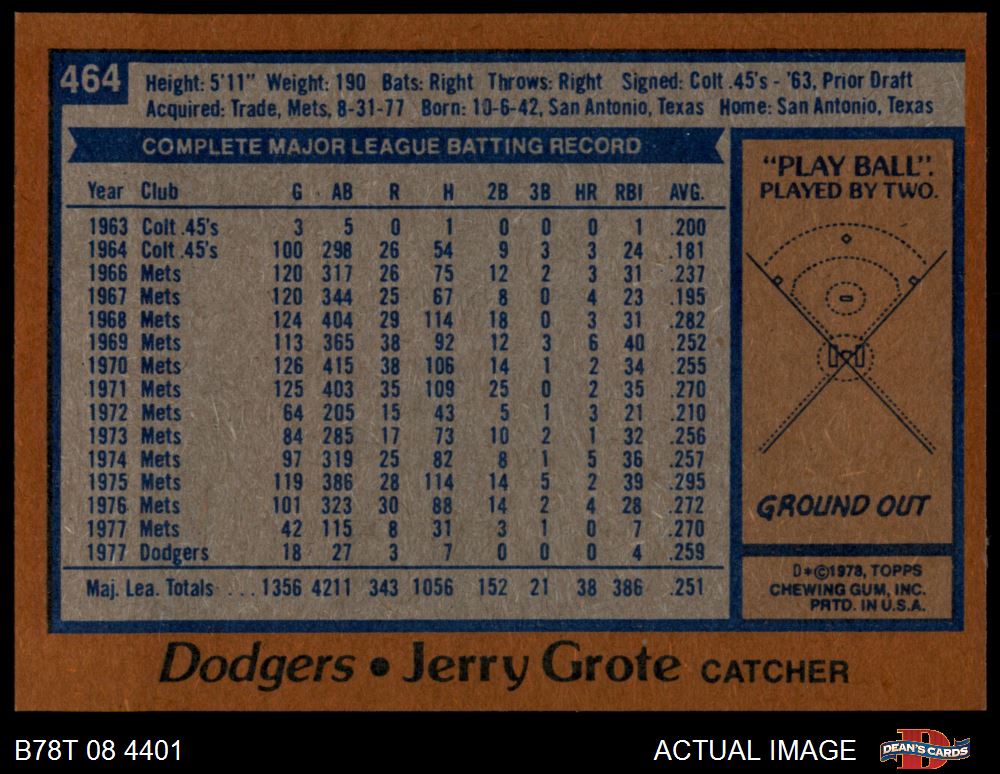 464
Height: 5'11" Weight: 190 Bats: Right Throws: Right Signed: Colt .45's - '63, Prior Draft
Acquired: Trade, Mets, 8-31-77 Born: 10-6-42, San Antonio, Texas Home: San Antonio, Texas
COMPLETE MAJOR LEAGUE BATTING RECORD
Year Club G AB R H 2B 3B HR RBI AVG.
1963 Colt .45's 3 5 0 1 0 0 0 1 .200
1964 Colt .45's 100 298 26 54 9 3 3 24 .181
1966 Mets 120 317 26 75 12 2 3 31 .237
1967 Mets 120 344 25 67 8 0 4 23 .195
1968 Mets 124 404 29 114 18 0 3 31 .282
1969 Mets 113 365 38 92 12 3 6 40 .252
1970 Mets 126 415 38 106 14 1 2 34 .255
1971 Mets 125 403 35 109 25 0 2 35 .270
1972 Mets 64 205 15 43 5 1 3 21 .210
1973 Mets 84 285 17 73 10 2 1 32 .256
1974 Mets 97 319 25 82 8 1 5 36 .257
1975 Mets 119 386 28 114 14 5 2 39 .295
1976 Mets 101 323 30 88 14 2 4 28 .272
1977 Mets 42 115 8 31 3 1 0 7 .270
1977 Dodgers 18 27 3 7 0 0 0 4 .259
Maj. Lea. Totals .... 1356 4211 343 1056 152 21 38 386 .251
"PLAY BALL".
PLAYED BY TWO.
GROUND OUT
D*©1978, TOPPS
CHEWING GUM, INC.
PRTD. IN U.S.A.
Dodgers • Jerry Grote CATCHER
B78T 08 4401
ACTUAL IMAGE
D
DEAN'S CARDS